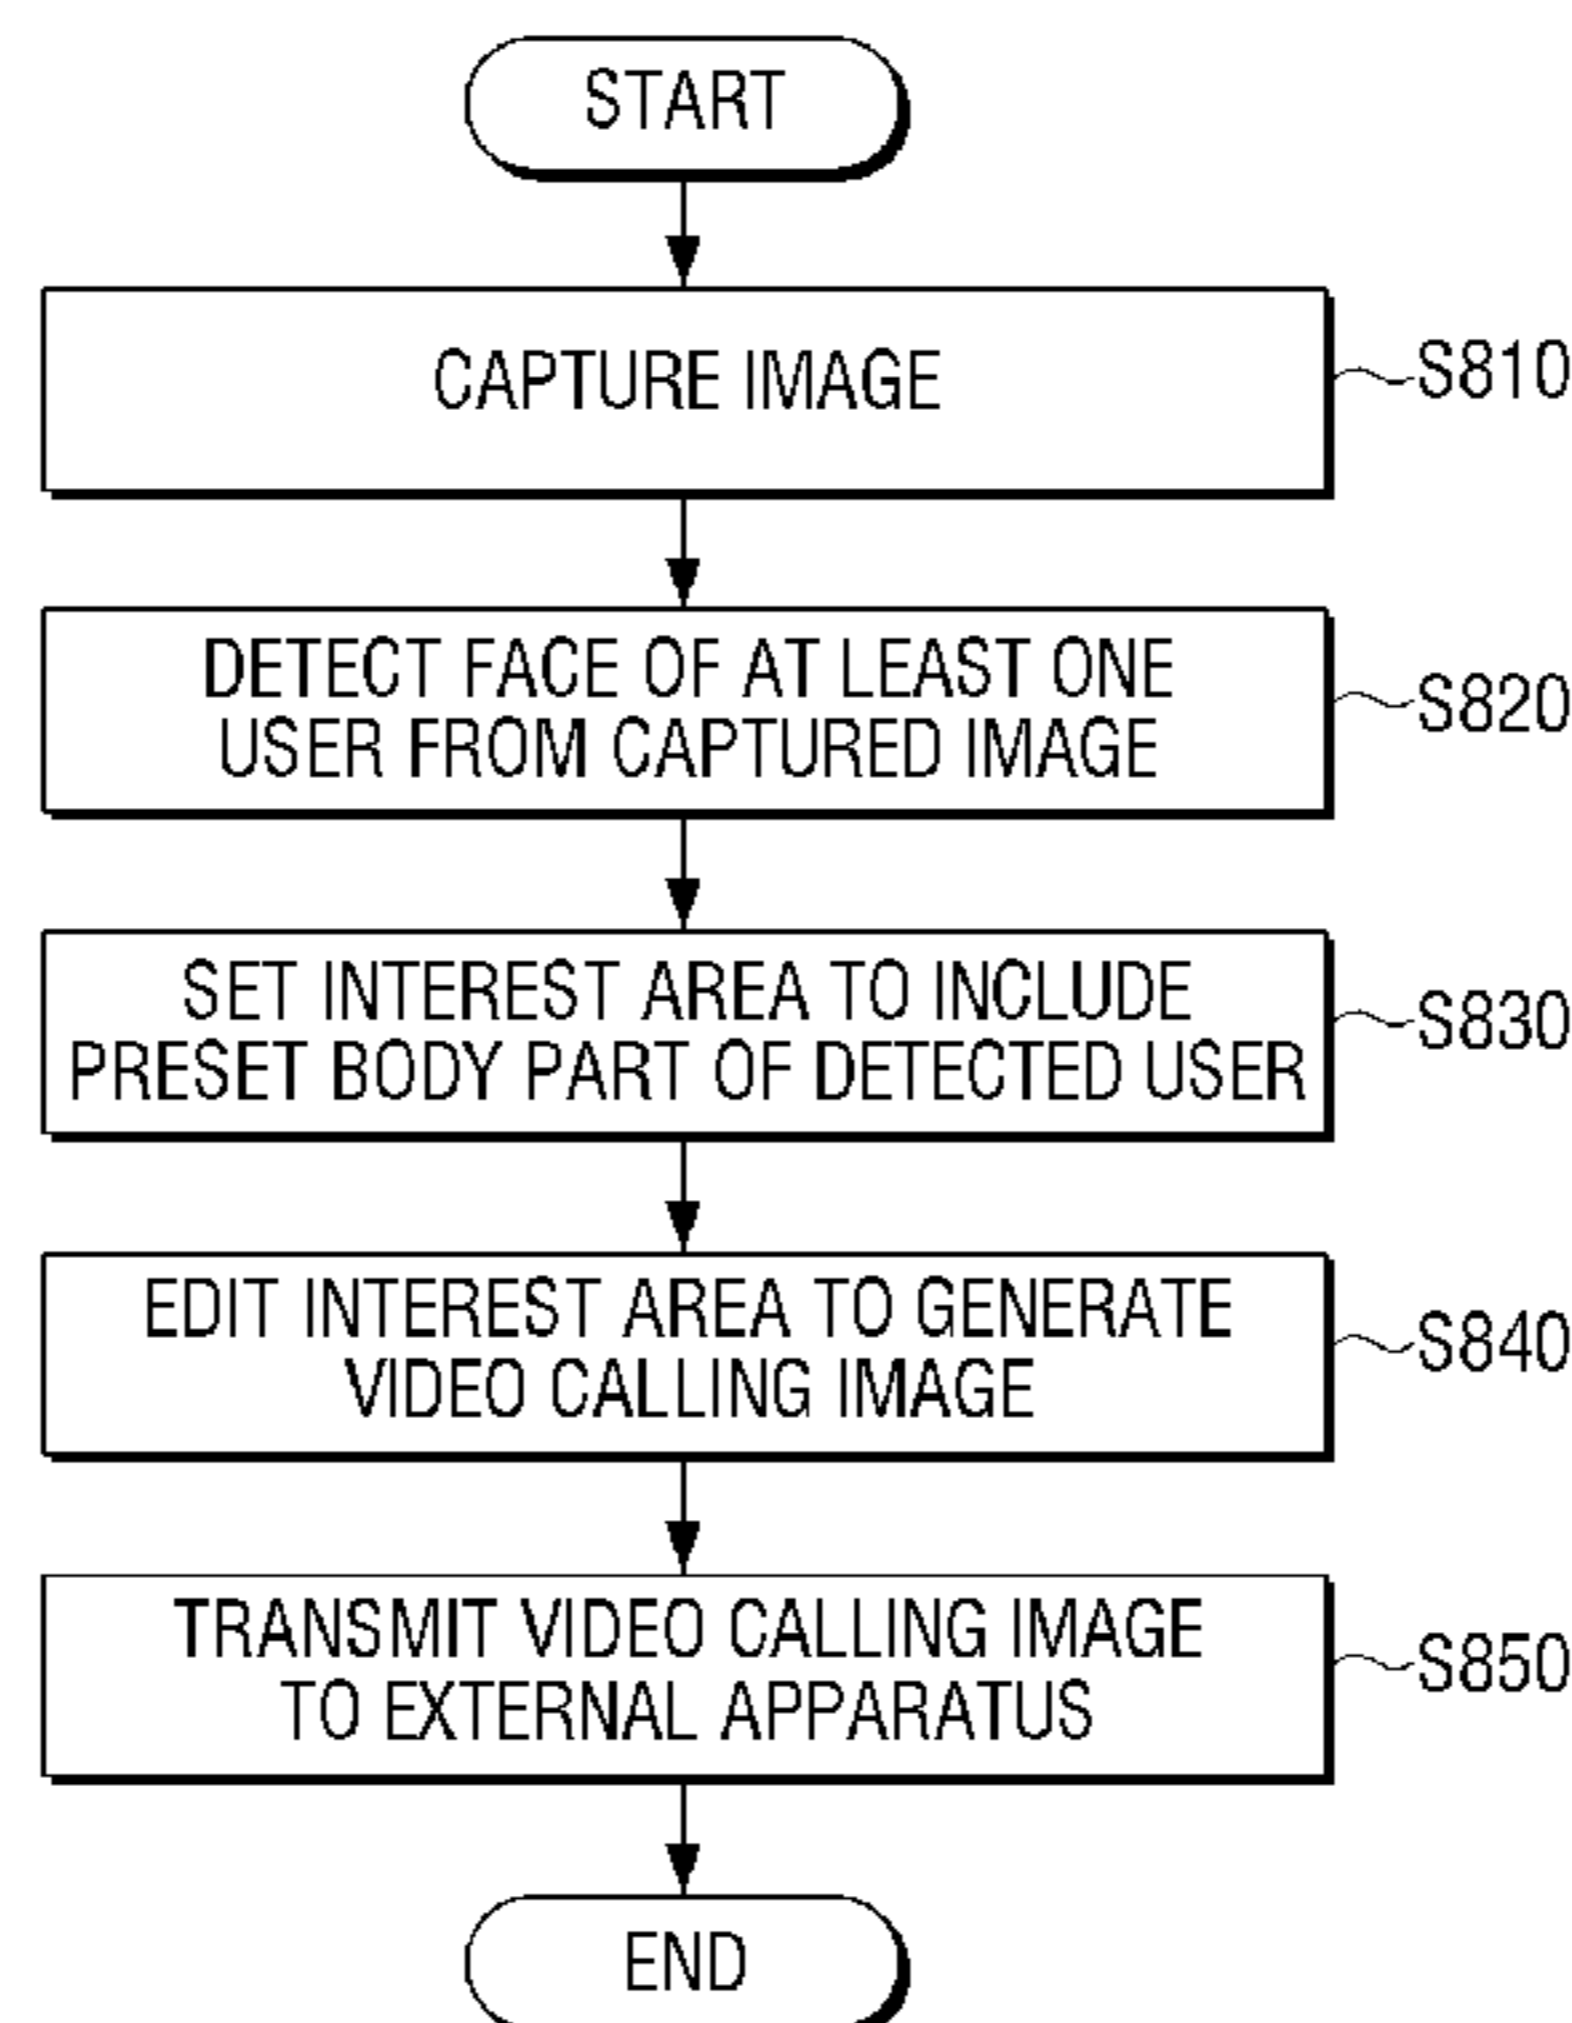 START
CAPTURE IMAGE
S810
DETECT FACE OF AT LEAST ONE
USER FROM CAPTURED IMAGE
S820
SET INTEREST AREA TO INCLUDE
PRESET BODY PART OF DETECTED USER
S830
EDIT INTEREST AREA TO GENERATE
VIDEO CALLING IMAGE
S840
TRANSMIT VIDEO CALLING IMAGE
TO EXTERNAL APPARATUS
S850
END